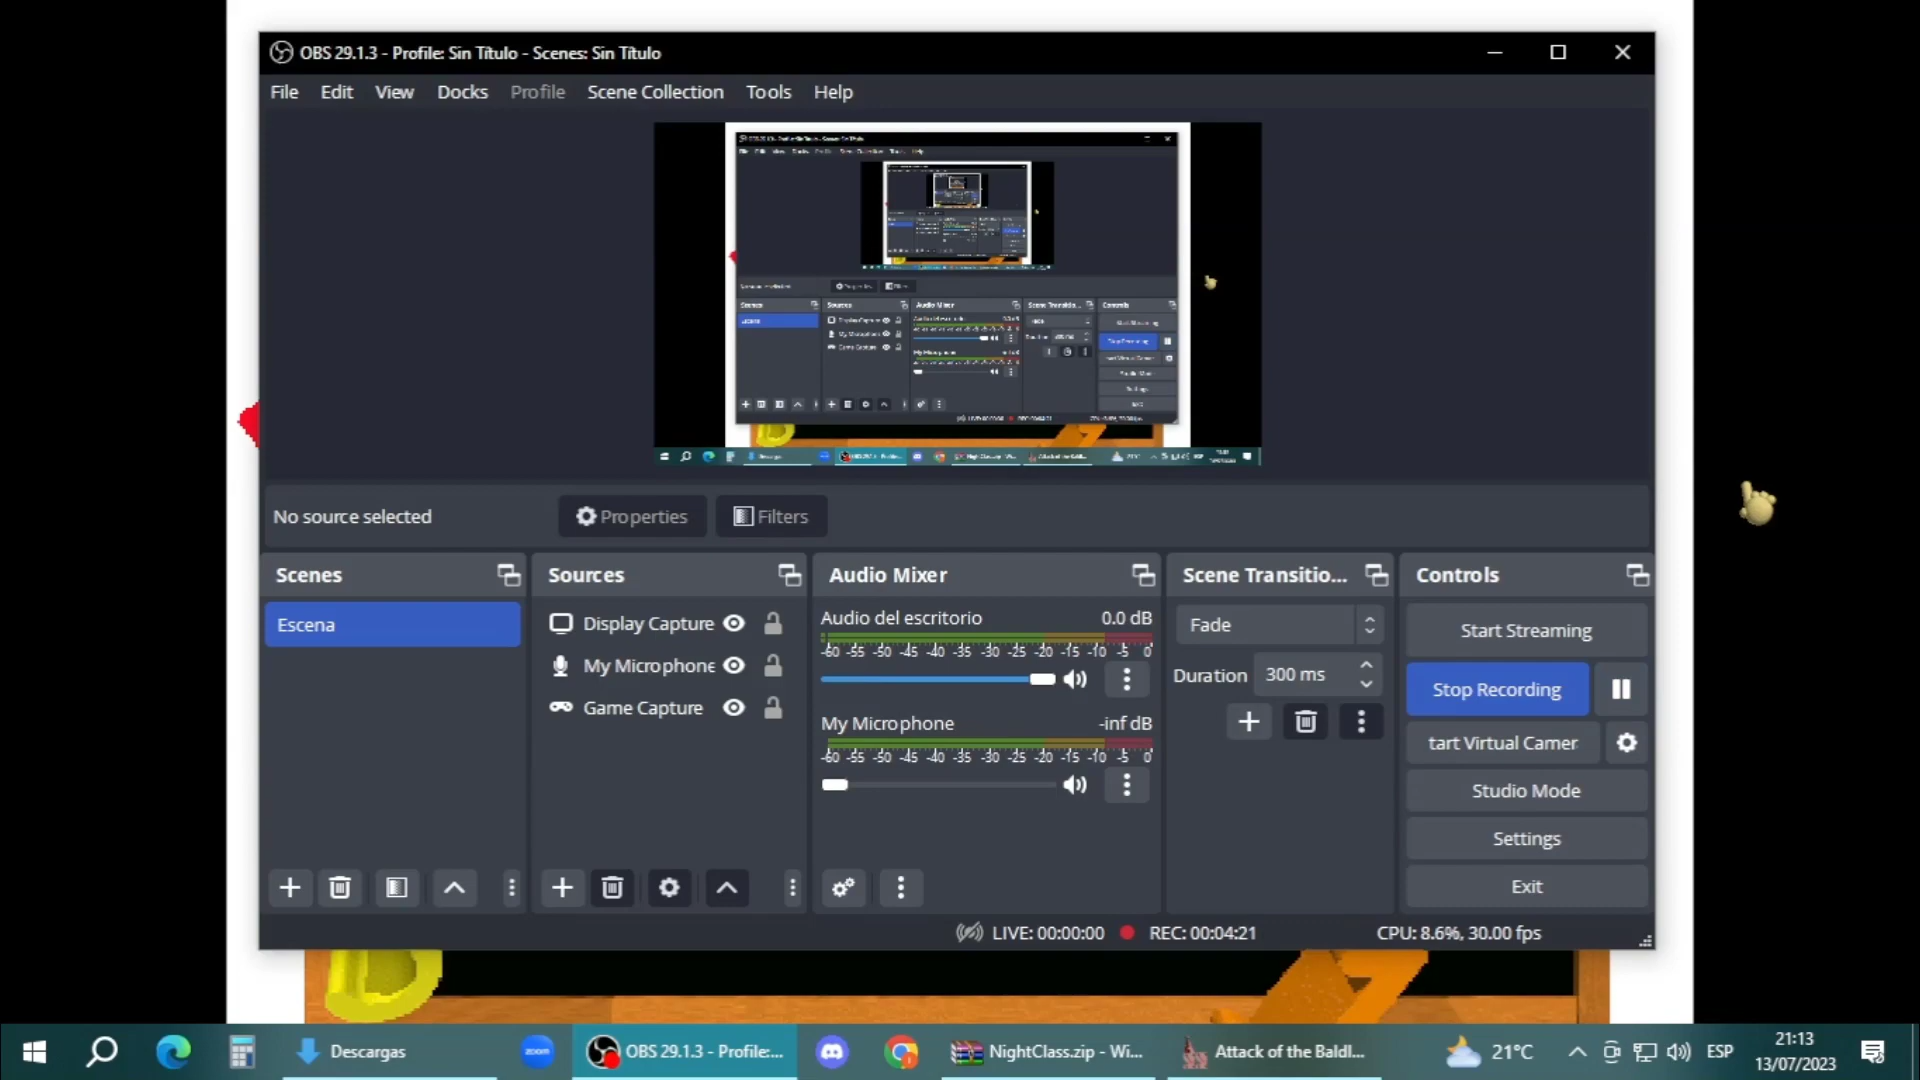 OBS 29.1.3 - Profile: Sin Título - Scenes: Sin Título
File Edit View Docks Profile Scene Collection Tools Help
No source selected Properties Filters
Scenes
Escena
Sources
Display Capture
My Microphone
Game Capture
Audio Mixer
Audio del escritorio 0.0 dB
-60 -55 -50 -45 -40 -35 -30 -25 -20 -15 -10 -5 0
My Microphone -inf dB
-60 -55 -50 -45 -40 -35 -30 -25 -20 -15 -10 -5 0
Scene Transitio...
Fade
Duration 300 ms
Controls
Start Streaming
Stop Recording
tart Virtual Camer
Studio Mode
Settings
Exit
LIVE: 00:00:00 REC: 00:04:21 CPU: 8.6%, 30.00 fps
Descargas zoom OBS 29.1.3 - Profile:... NightClass.zip - Wi... Attack of the Baldl... 21°C ESP 21:13
13/07/2023